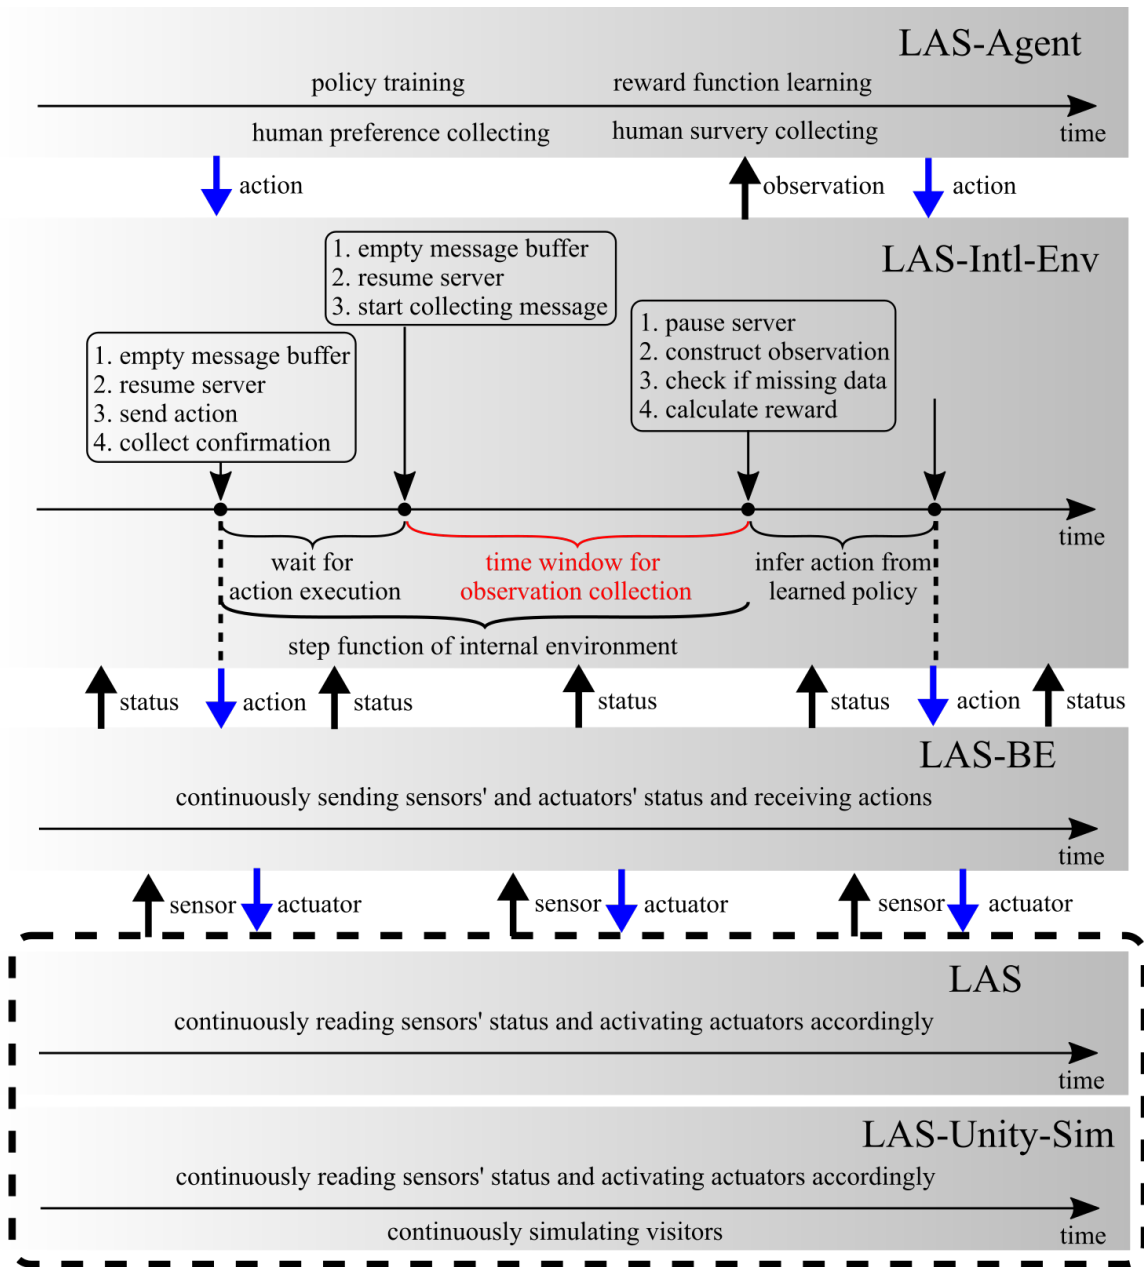 LAS-Agent
policy training
reward function learning
human preference collecting
human survery collecting
time
action
observation
action
LAS-Intl-Env
1. empty message buffer
2. resume server
3. start collecting message
1. empty message buffer
2. resume server
3. send action
4. collect confirmation
1. pause server
2. construct observation
3. check if missing data
4. calculate reward
time
wait for
action execution
time window for
observation collection
infer action from
learned policy
step function of internal environment
status
action
status
status
status
action
status
LAS-BE
continuously sending sensors' and actuators' status and receiving actions
time
sensor
actuator
sensor
actuator
sensor
actuator
LAS
continuously reading sensors' status and activating actuators accordingly
time
LAS-Unity-Sim
continuously reading sensors' status and activating actuators accordingly
continuously simulating visitors
time